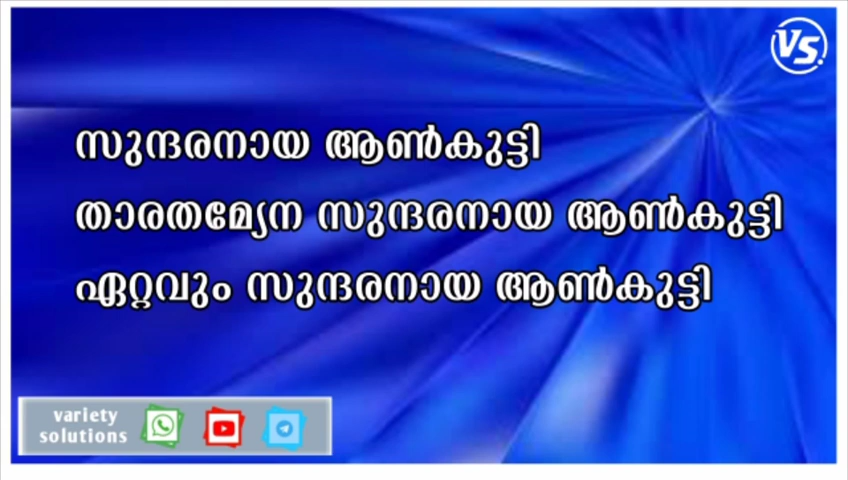 VS.
സുന്ദരനായ ആൺകുട്ടി
താരതമ്യേന സുന്ദരനായ ആൺകുട്ടി
ഏറ്റവും സുന്ദരനായ ആൺകുട്ടി
variety
solutions